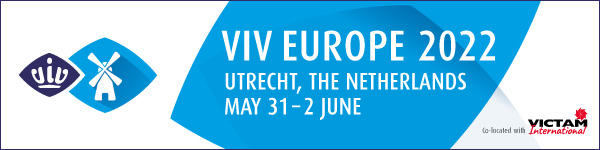 viv
VIV EUROPE 2022
UTRECHT, THE NETHERLANDS
MAY 31–2 JUNE
Co-located with VICTAM
International